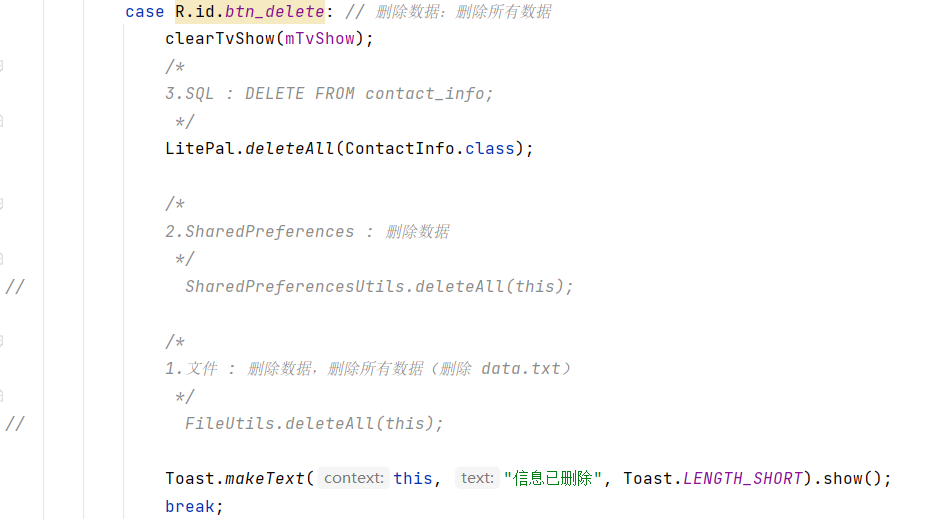 case R.id.btn_delete: // 删除数据：删除所有数据
clearTvShow(mTvShow);
/*
3.SQL : DELETE FROM contact_info;
*/
LitePal.deleteAll(ContactInfo.class);
/*
2.SharedPreferences : 删除数据
*/
// SharedPreferencesUtils.deleteAll(this);
/*
1.文件 : 删除数据，删除所有数据（删除 data.txt）
*/
// FileUtils.deleteAll(this);
Toast.makeText( context: this, text: "信息已删除", Toast.LENGTH_SHORT).show();
break;